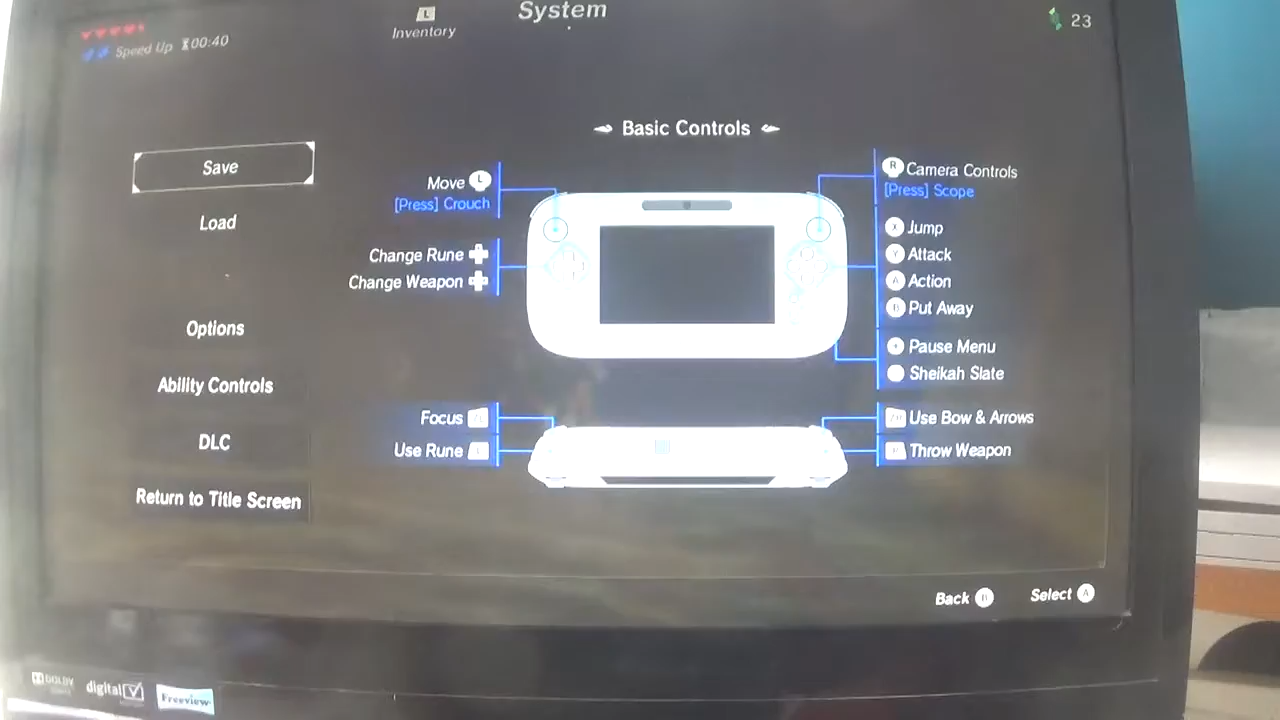 L
System
23
Inventory
Speed Up 00:40
Basic Controls
Save
Move L
R Camera Controls
[Press] Crouch
[Press] Scope
Load
X Jump
Change Rune
Y Attack
Change Weapon
A Action
B Put Away
Options
+ Pause Menu
Sheikah Slate
Ability Controls
Focus
Use Bow & Arrows
DLC
Use Rune
Throw Weapon
Return to Title Screen
Back B
Select A
DOLBY
digital
Freeview